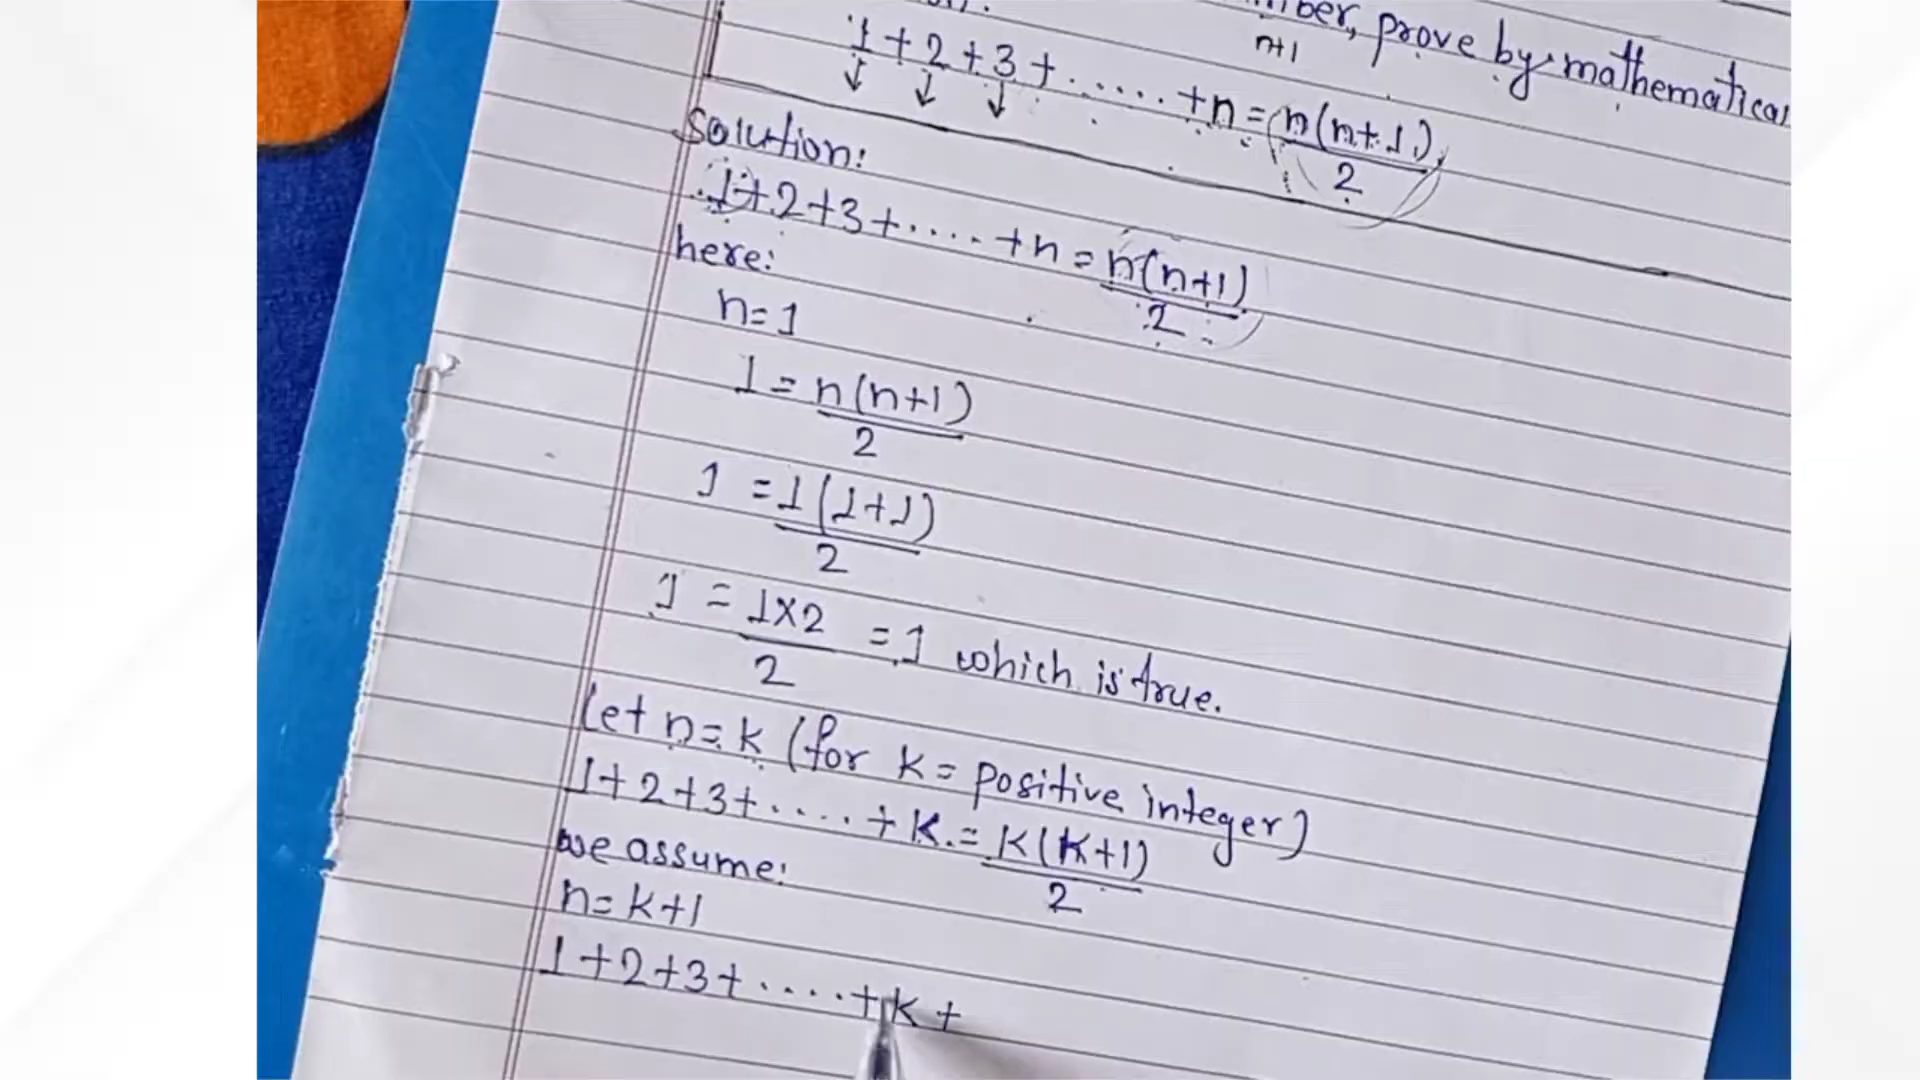 prove by mathematical
n+1
1+2+3+......+n=n(n+1)/2
Solution:
1+2+3+.....+n=n(n+1)/2
here:
n=1
1=n(n+1)/2
1=1(1+1)/2
1=1×2/2=1 which is true.
Let n=k (for k=positive integer)
1+2+3+.....+k=k(k+1)/2
we assume:
n=k+1
1+2+3+.....+k+